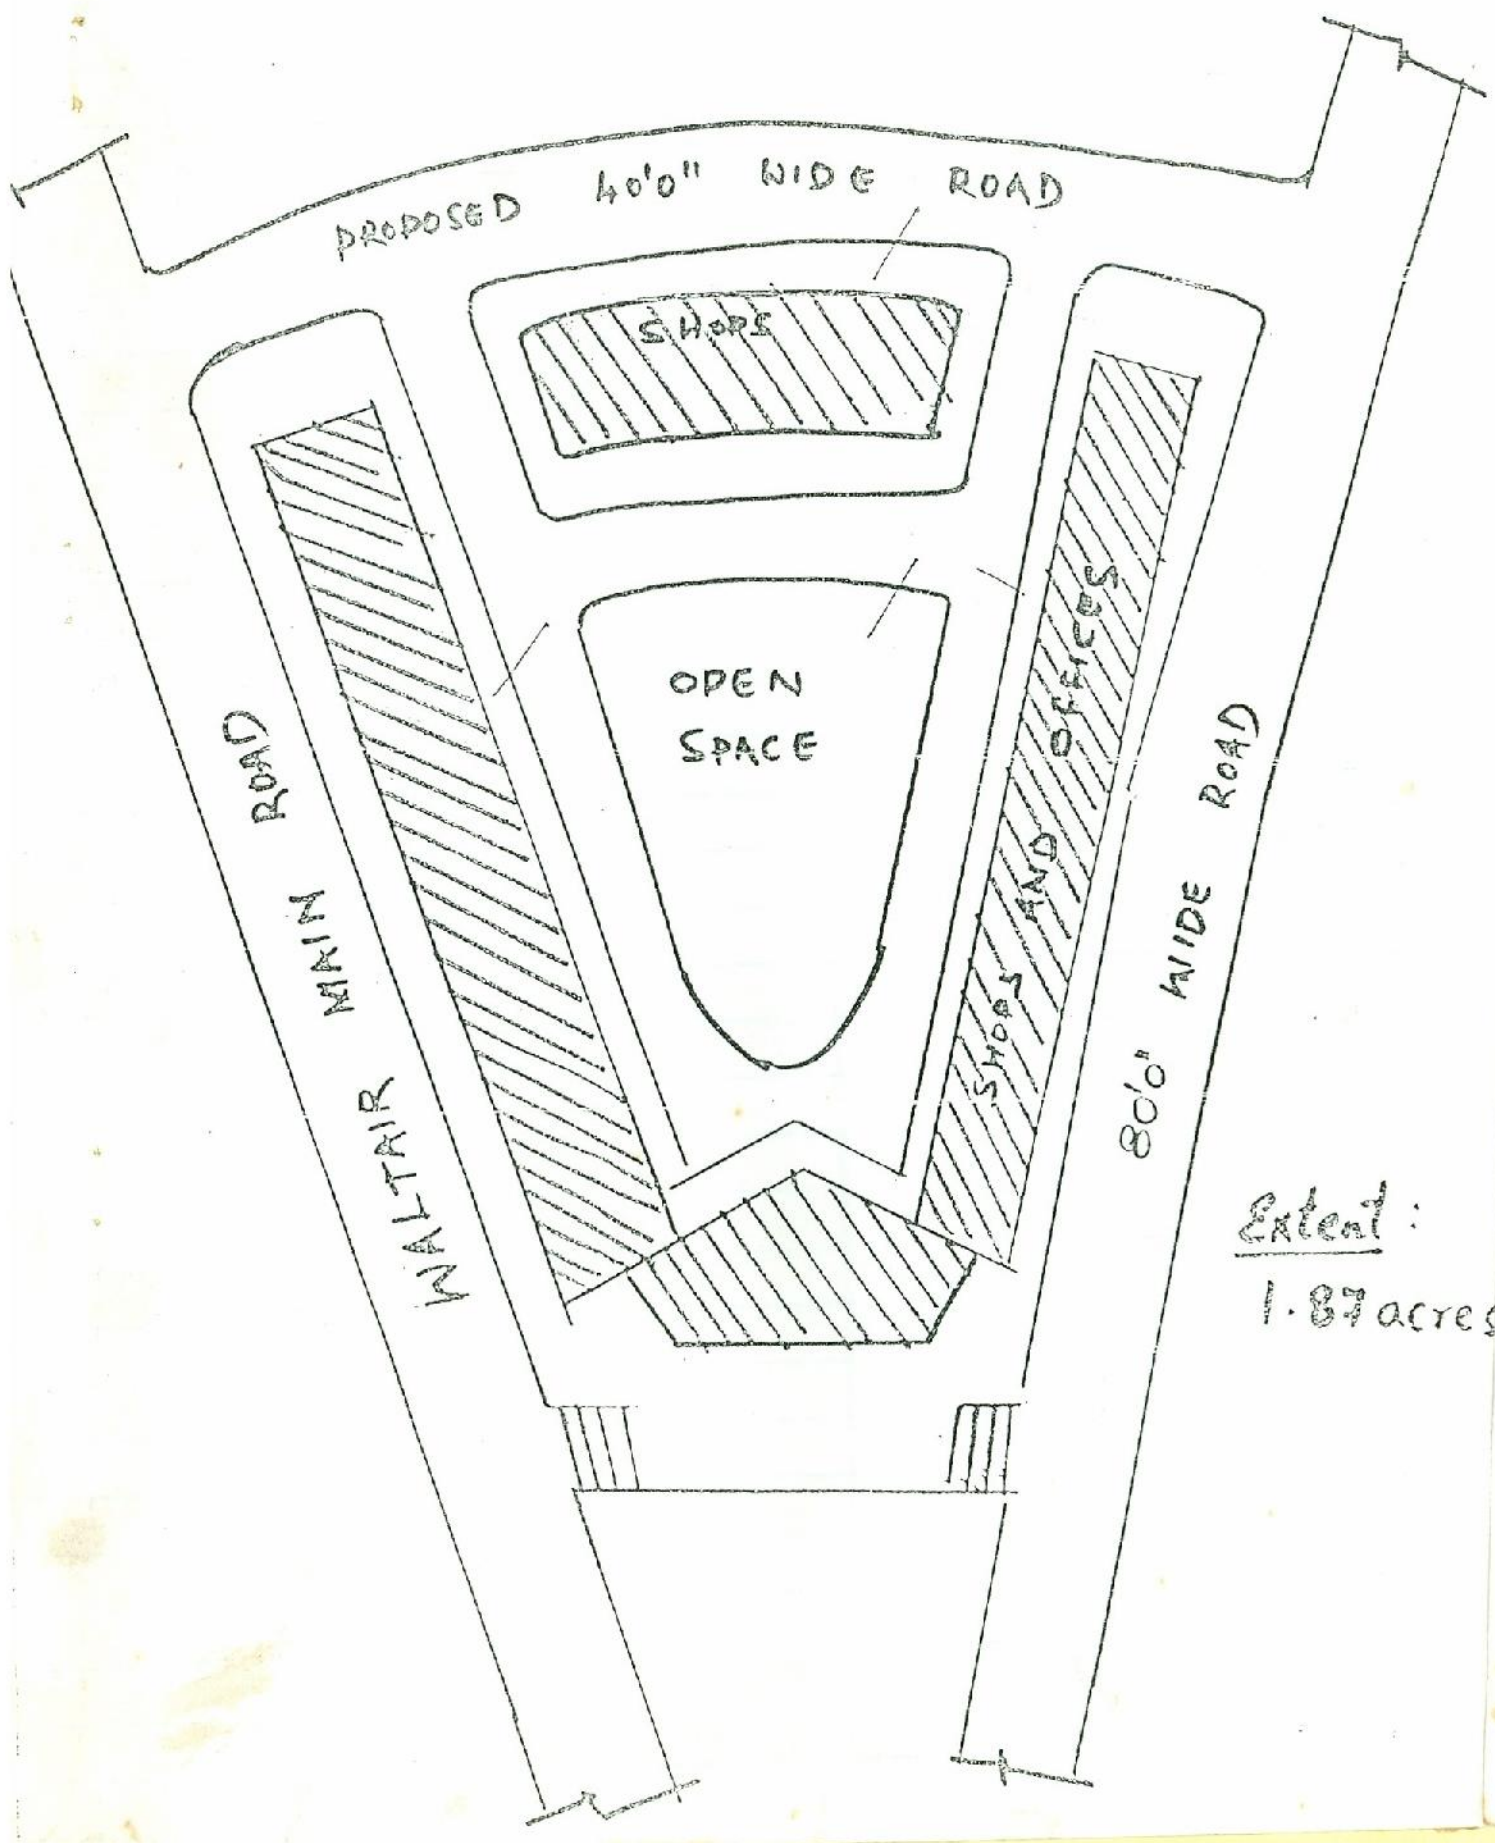 PROPOSED 40'0" WIDE ROAD
SHOPS
OPEN
SPACE
WALTAIR MAIN ROAD
SHOPS AND OFFICES
80'0" WIDE ROAD
Extent :
1.87 acres